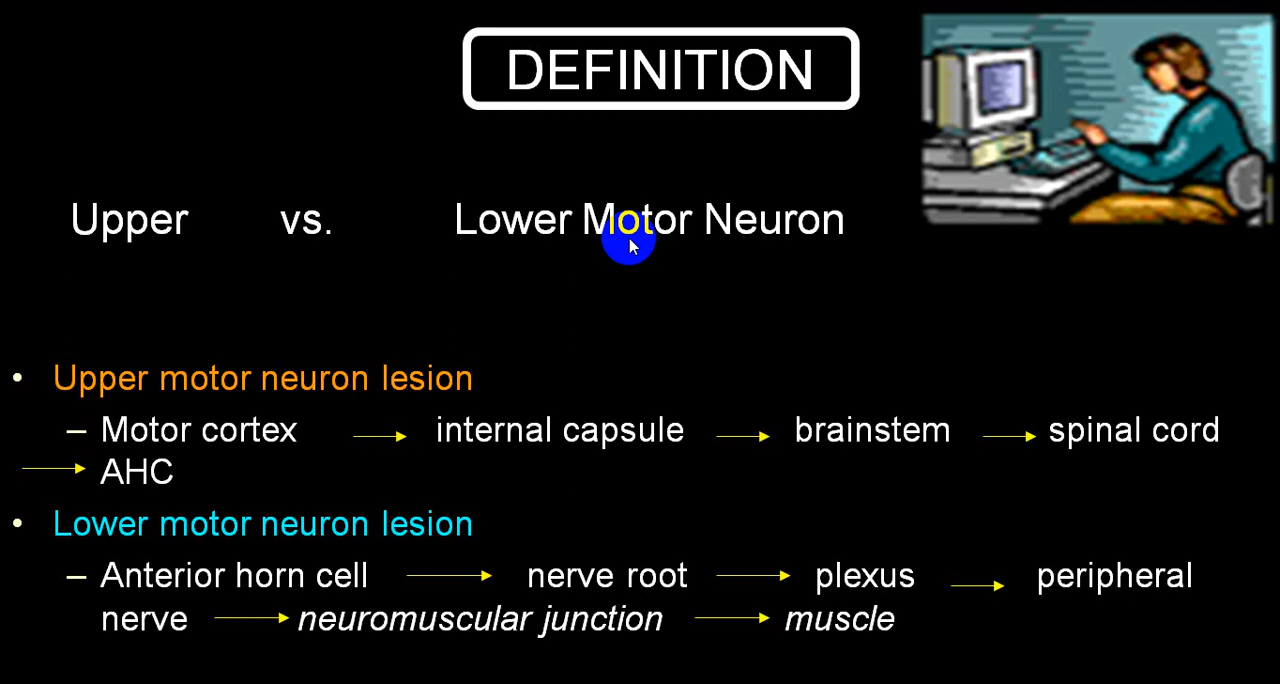 DEFINITION
Upper vs. Lower Motor Neuron
• Upper motor neuron lesion
– Motor cortex → internal capsule → brainstem → spinal cord
→ AHC
• Lower motor neuron lesion
– Anterior horn cell → nerve root → plexus → peripheral
nerve → neuromuscular junction → muscle